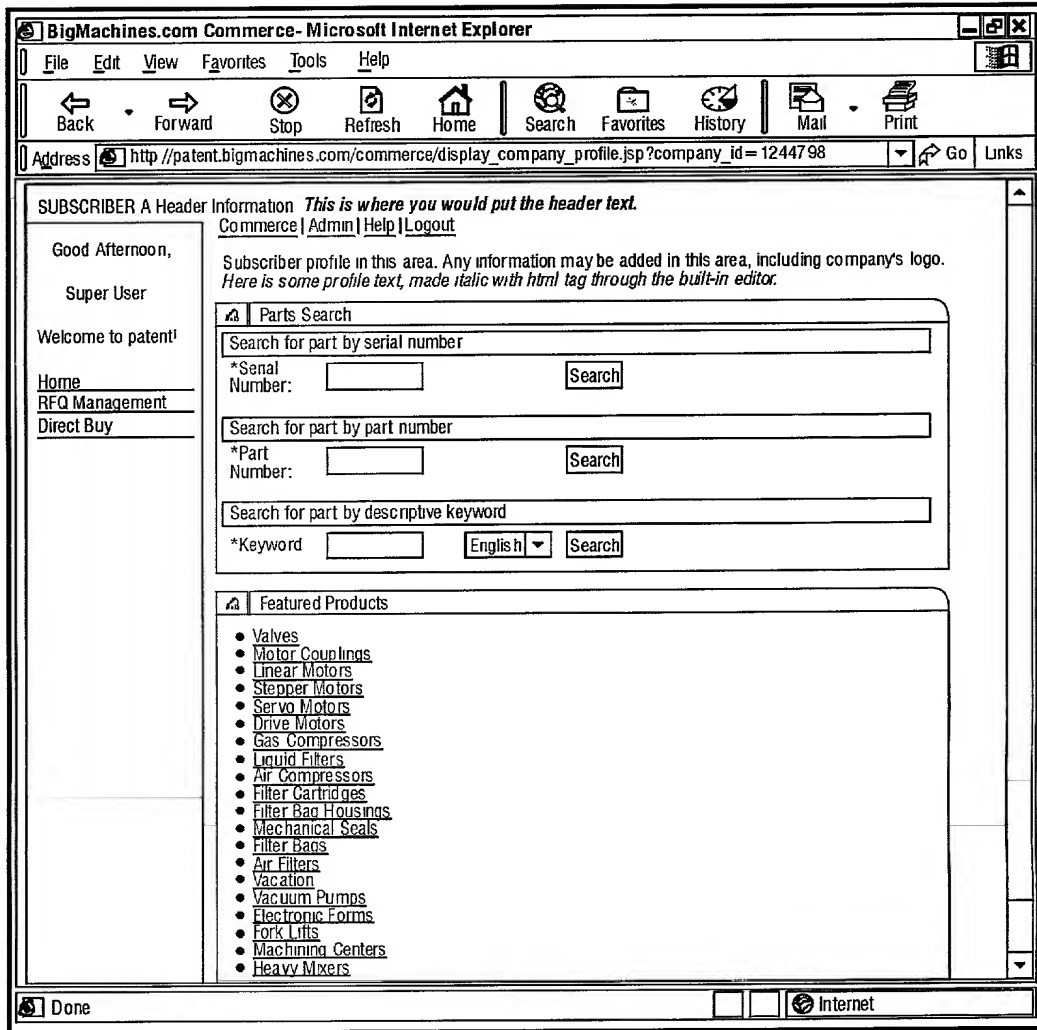 BigMachines.com Commerce- Microsoft Internet Explorer
File Edit View Favorites Tools Help
Back Forward Stop Refresh Home Search Favorites History Mail Print
Address http //patent.bigmachines.com/commerce/display_company_profile.jsp?company_id=1244798 Go Links
SUBSCRIBER A Header Information This is where you would put the header text.
Commerce | Admin | Help | Logout
Good Afternoon,
Super User
Welcome to patent!
Home
RFQ Management
Direct Buy
Subscriber profile in this area. Any information may be added in this area, including company's logo.
Here is some profile text, made italic with html tag through the built-in editor.
Parts Search
Search for part by serial number
*Serial
Number:
Search
Search for part by part number
*Part
Number:
Search
Search for part by descriptive keyword
*Keyword English Search
Featured Products
Valves
Motor Couplings
Linear Motors
Stepper Motors
Servo Motors
Drive Motors
Gas Compressors
Liquid Filters
Air Compressors
Filter Cartridges
Filter Bag Housings
Mechanical Seals
Filter Bags
Air Filters
Vacation
Vacuum Pumps
Electronic Forms
Fork Lifts
Machining Centers
Heavy Mixers
Done Internet